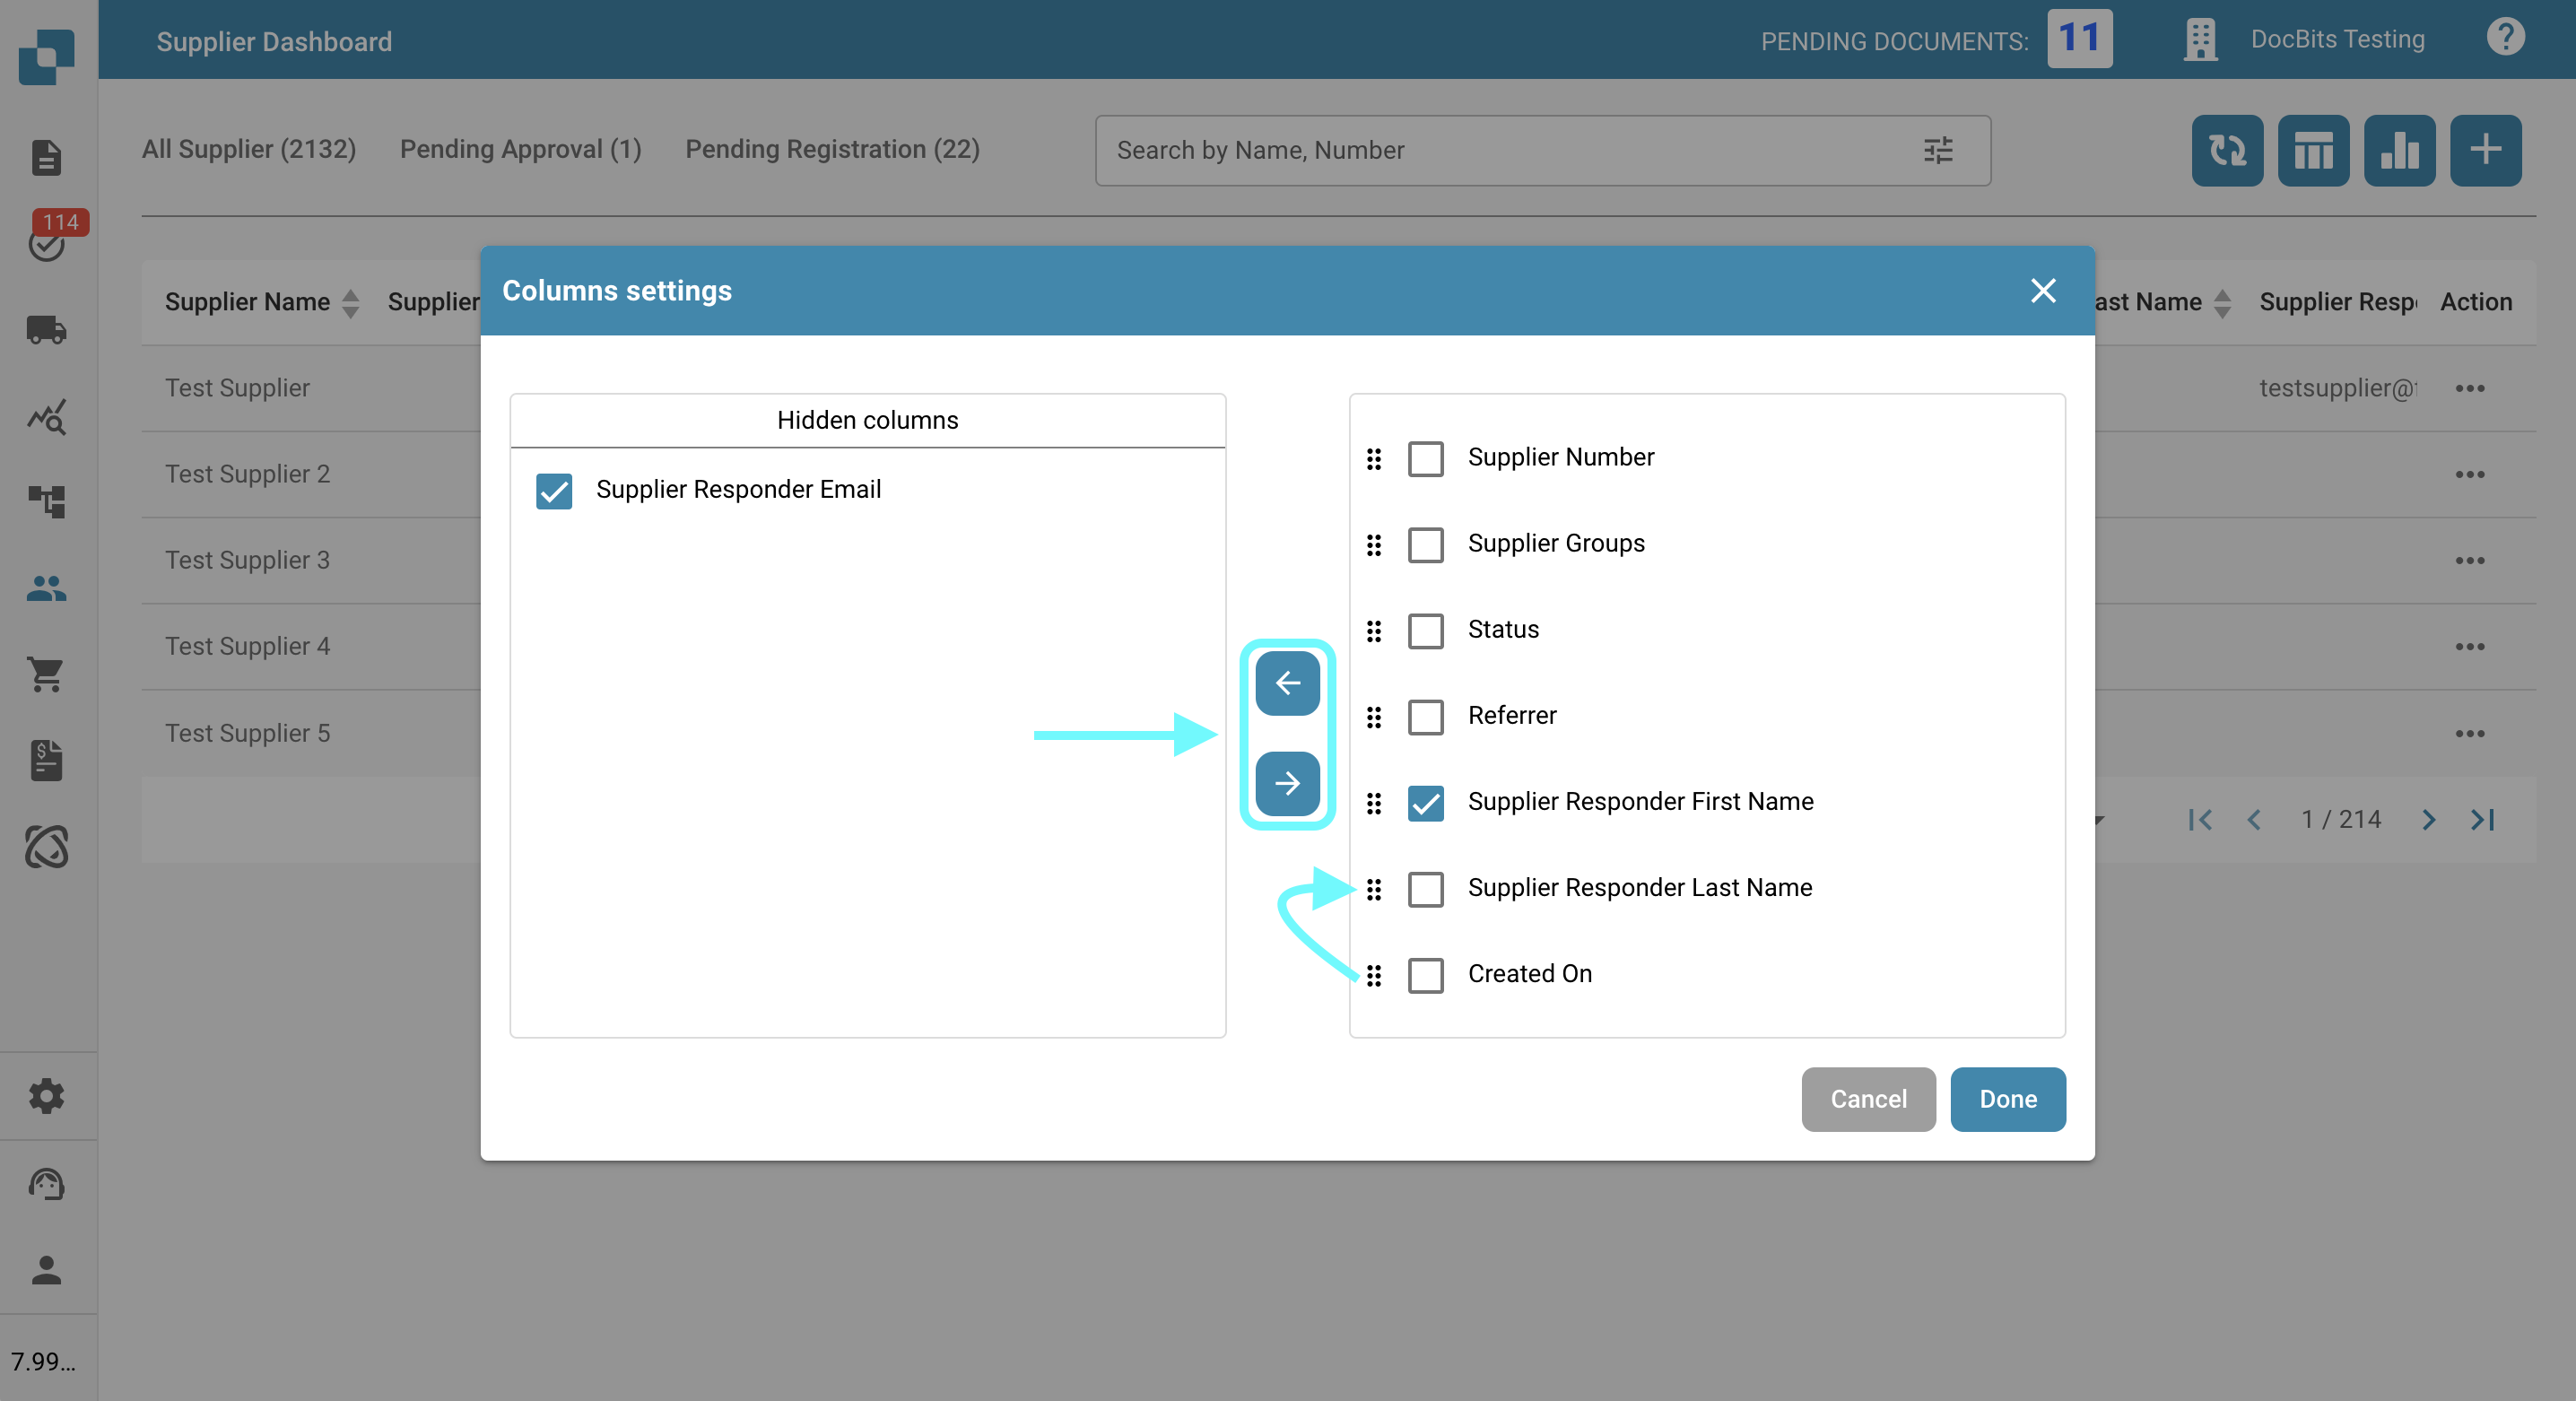 Supplier Dashboard
PENDING DOCUMENTS: 11
DocBits Testing
?
All Supplier (2132)
Pending Approval (1)
Pending Registration (22)
Search by Name, Number
114
Supplier Name
Supplier
ast Name
Supplier Resp
Action
Columns settings
Test Supplier
testsupplier@
Test Supplier 2
Test Supplier 3
Test Supplier 4
Test Supplier 5
Hidden columns
Supplier Responder Email
Supplier Number
Supplier Groups
Status
Referrer
Supplier Responder First Name
Supplier Responder Last Name
Created On
1 / 214
Cancel
Done
7.99...